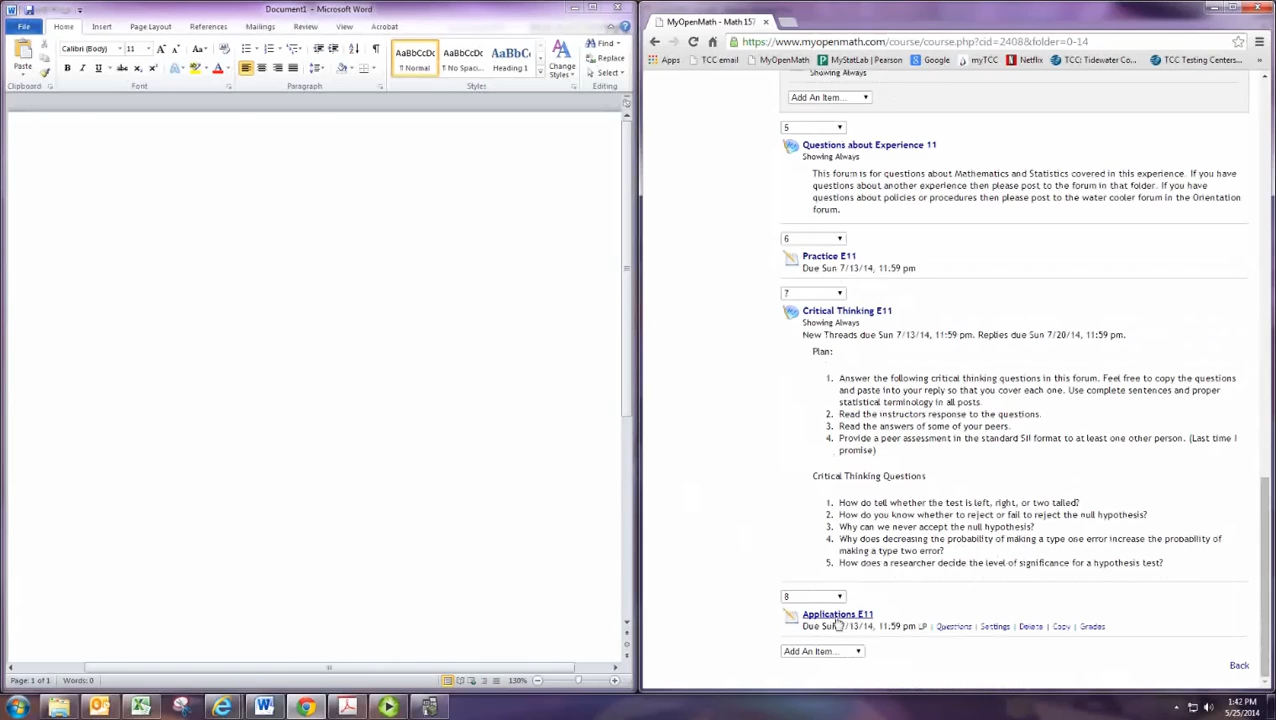 Document1 - Microsoft Word
File Home Insert Page Layout References Mailings Review View Acrobat
Paste
Calibri (Body) 11
B I U abc
AaBbCcDc AaBbCcDc AaBbC
¶ Normal ¶ No Spaci... Heading 1
Change Styles
Find
Replace
Select
Clipboard Font Paragraph Styles Editing
Page: 1 of 1 Words: 0 130%
MyOpenMath - Math 157
https://www.myopenmath.com/course/course.php?cid=2408&folder=0-14
Apps TCC email MyOpenMath MyStatLab | Pearson Google myTCC Netflix TCC: Tidewater Co... TCC Testing Centers...
Showing Always
Add An Item...
5
Questions about Experience 11
Showing Always
This forum is for questions about Mathematics and Statistics covered in this experience. If you have
questions about another experience then please post to the forum in that folder. If you have
questions about policies or procedures then please post to the water cooler forum in the Orientation
forum.
6
Practice E11
Due Sun 7/13/14, 11:59 pm
7
Critical Thinking E11
Showing Always
New Threads due Sun 7/13/14, 11:59 pm. Replies due Sun 7/20/14, 11:59 pm.
Plan:
1. Answer the following critical thinking questions in this forum. Feel free to copy the questions
and paste into your reply so that you cover each one. Use complete sentences and proper
statistical terminology in all posts.
2. Read the instructors response to the questions.
3. Read the answers of some of your peers.
4. Provide a peer assessment in the standard SII format to at least one other person. (Last time I
promise)
Critical Thinking Questions
1. How do tell whether the test is left, right, or two tailed?
2. How do you know whether to reject or fail to reject the null hypothesis?
3. Why can we never accept the null hypothesis?
4. Why does decreasing the probability of making a type one error increase the probability of
making a type two error?
5. How does a researcher decide the level of significance for a hypothesis test?
8
Applications E11
Due Sun 7/13/14, 11:59 pm LP | Questions | Settings | Delete | Copy | Grades
Add An Item...
Back
1:42 PM
5/25/2014